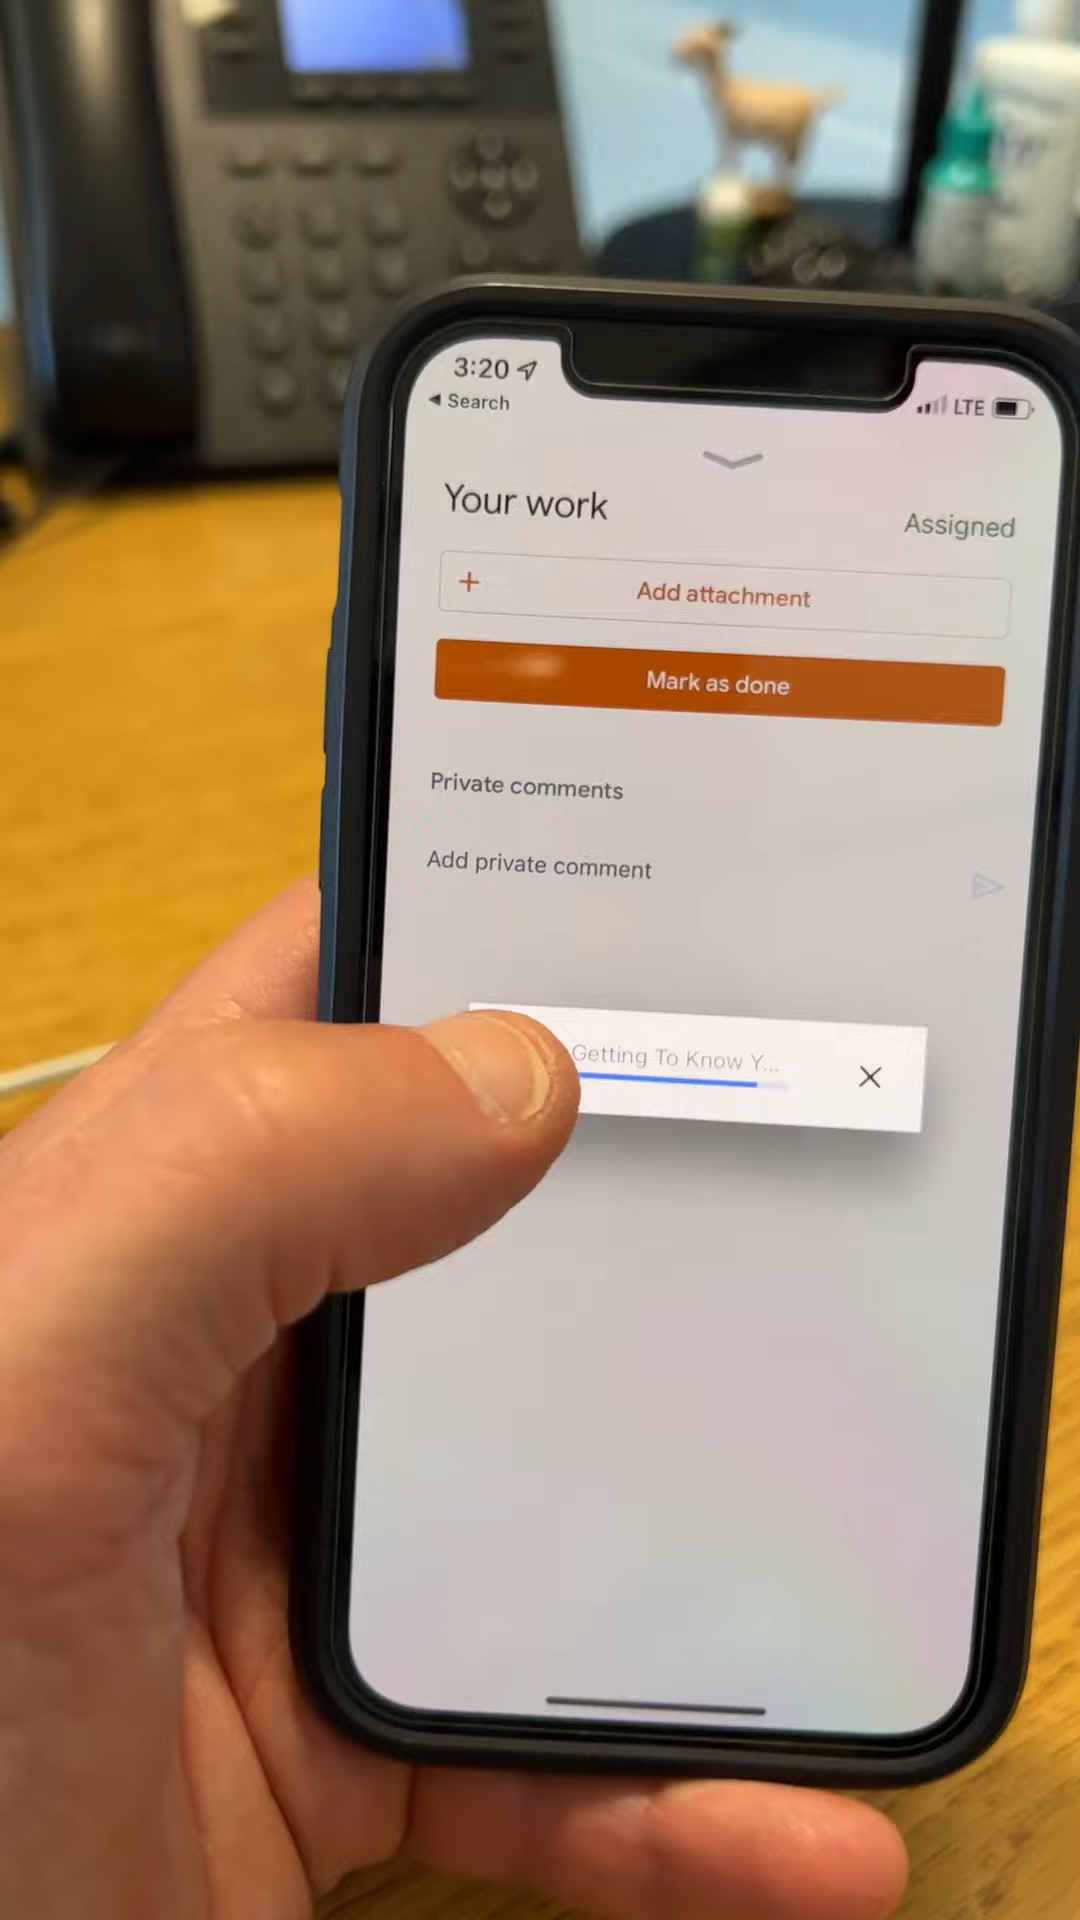 3:20
◀ Search
LTE
Your work
Assigned
+ Add attachment
Mark as done
Private comments
Add private comment
Getting To Know Y...